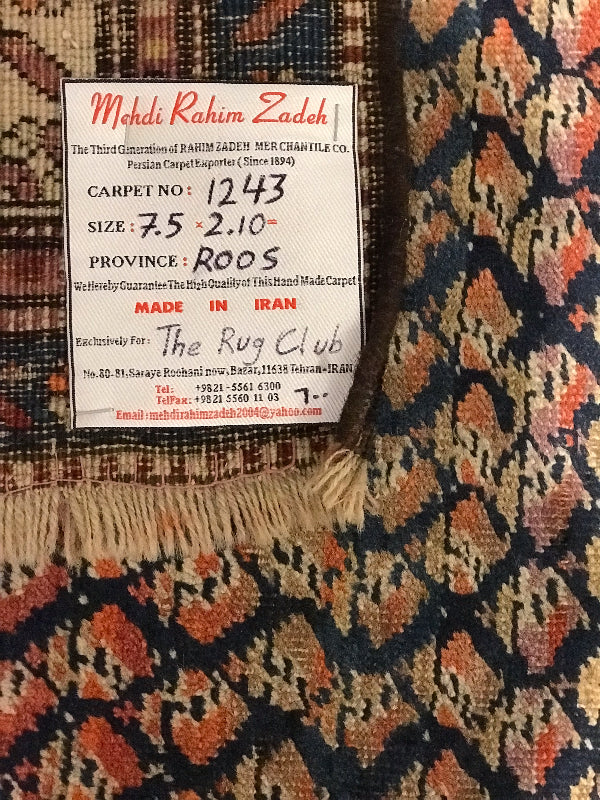 Mehdi Rahim Zadeh
The Third Generation of RAHIM ZADEH MERCHANTILE CO.
Persian Carpet Exporter (Since 1894)
CARPET NO: 1243
SIZE: 7.5 × 2.10=
PROVINCE: ROOS
We Hereby Guarantee The High Quality of This Hand Made Carpet
MADE IN IRAN
Exclusively For: The Rug Club
No.80-81,Saraye Roohani now, Bazar,11638 Tehran-IRAN
Tel: +9821-5561 6300
TelFax: +9821 5560 11 03 ٦٠٠
Email:mehdirahimzadeh2004@yahoo.com